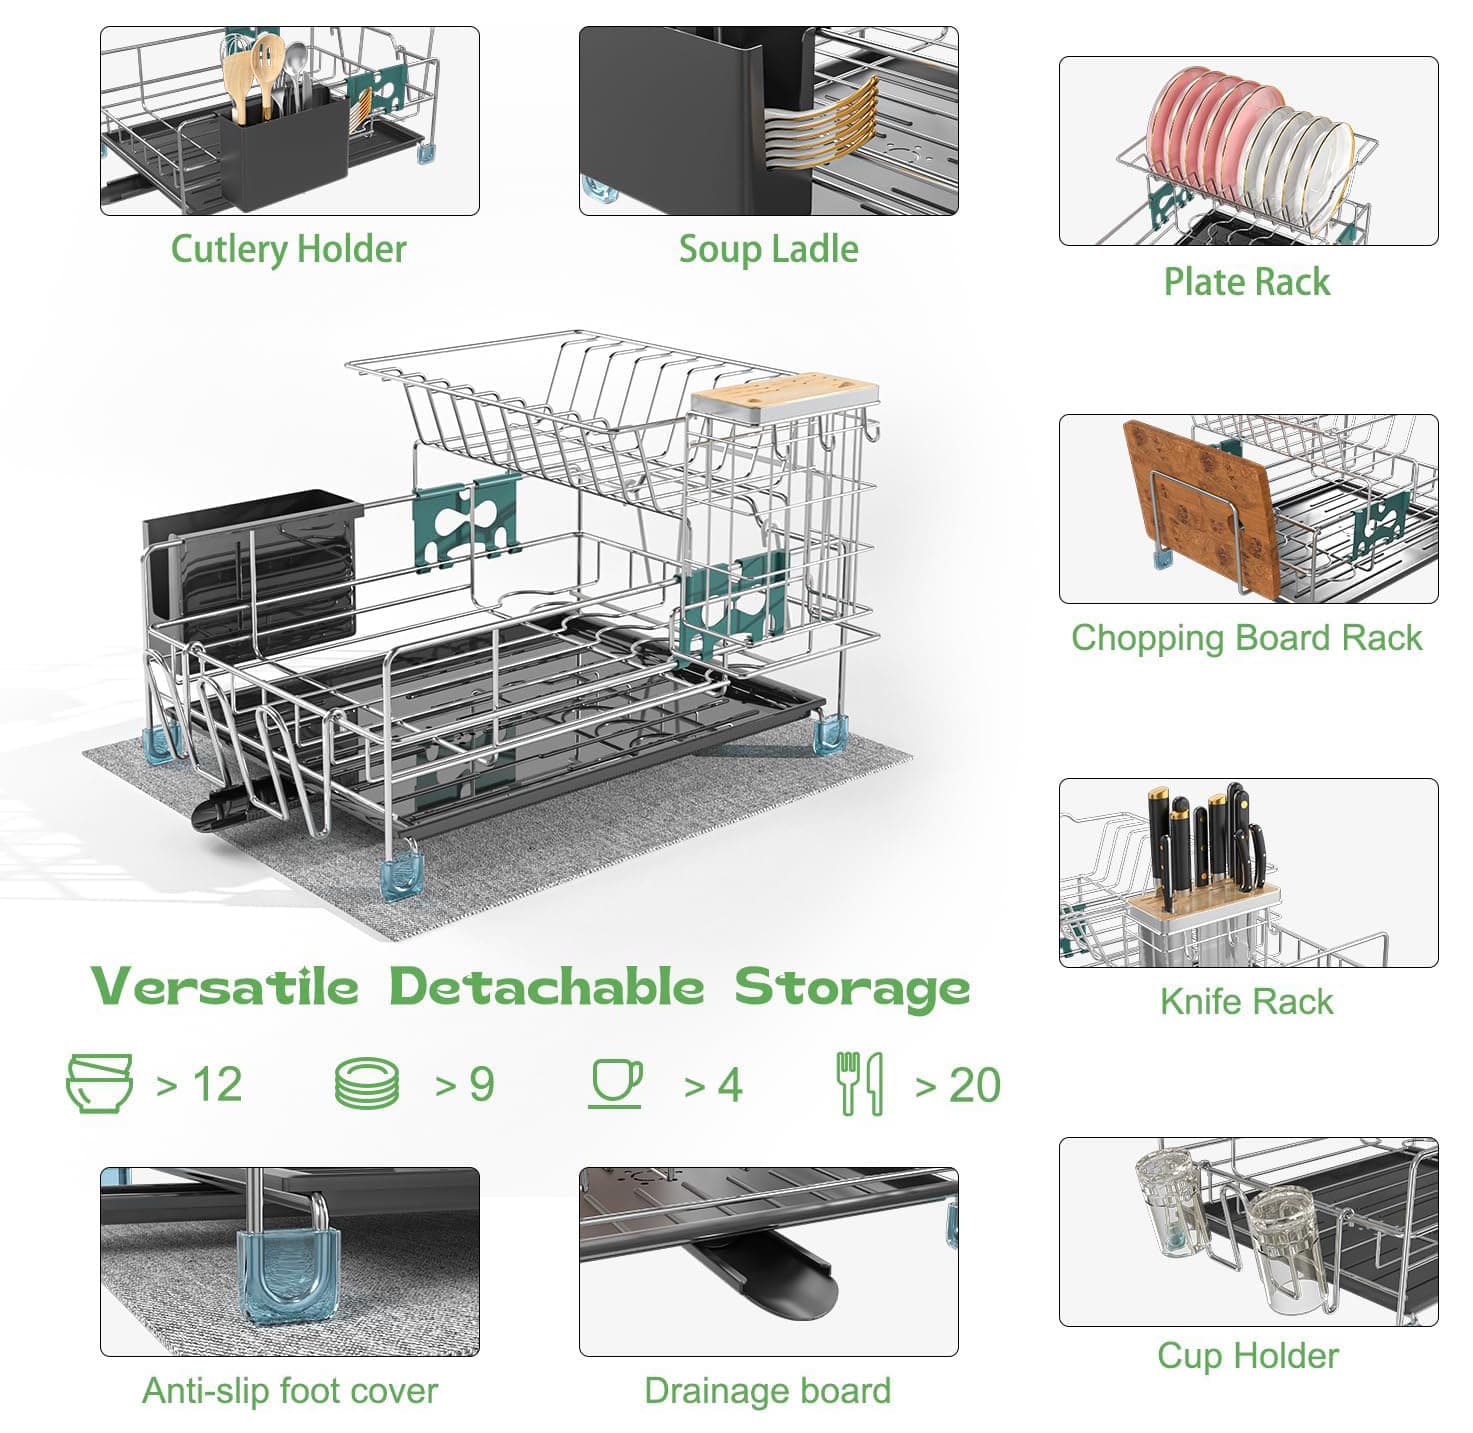 Cutlery Holder
Soup Ladle
Plate Rack
Chopping Board Rack
Knife Rack
Versatile Detachable Storage
> 12
> 9
> 4
> 20
Anti-slip foot cover
Drainage board
Cup Holder